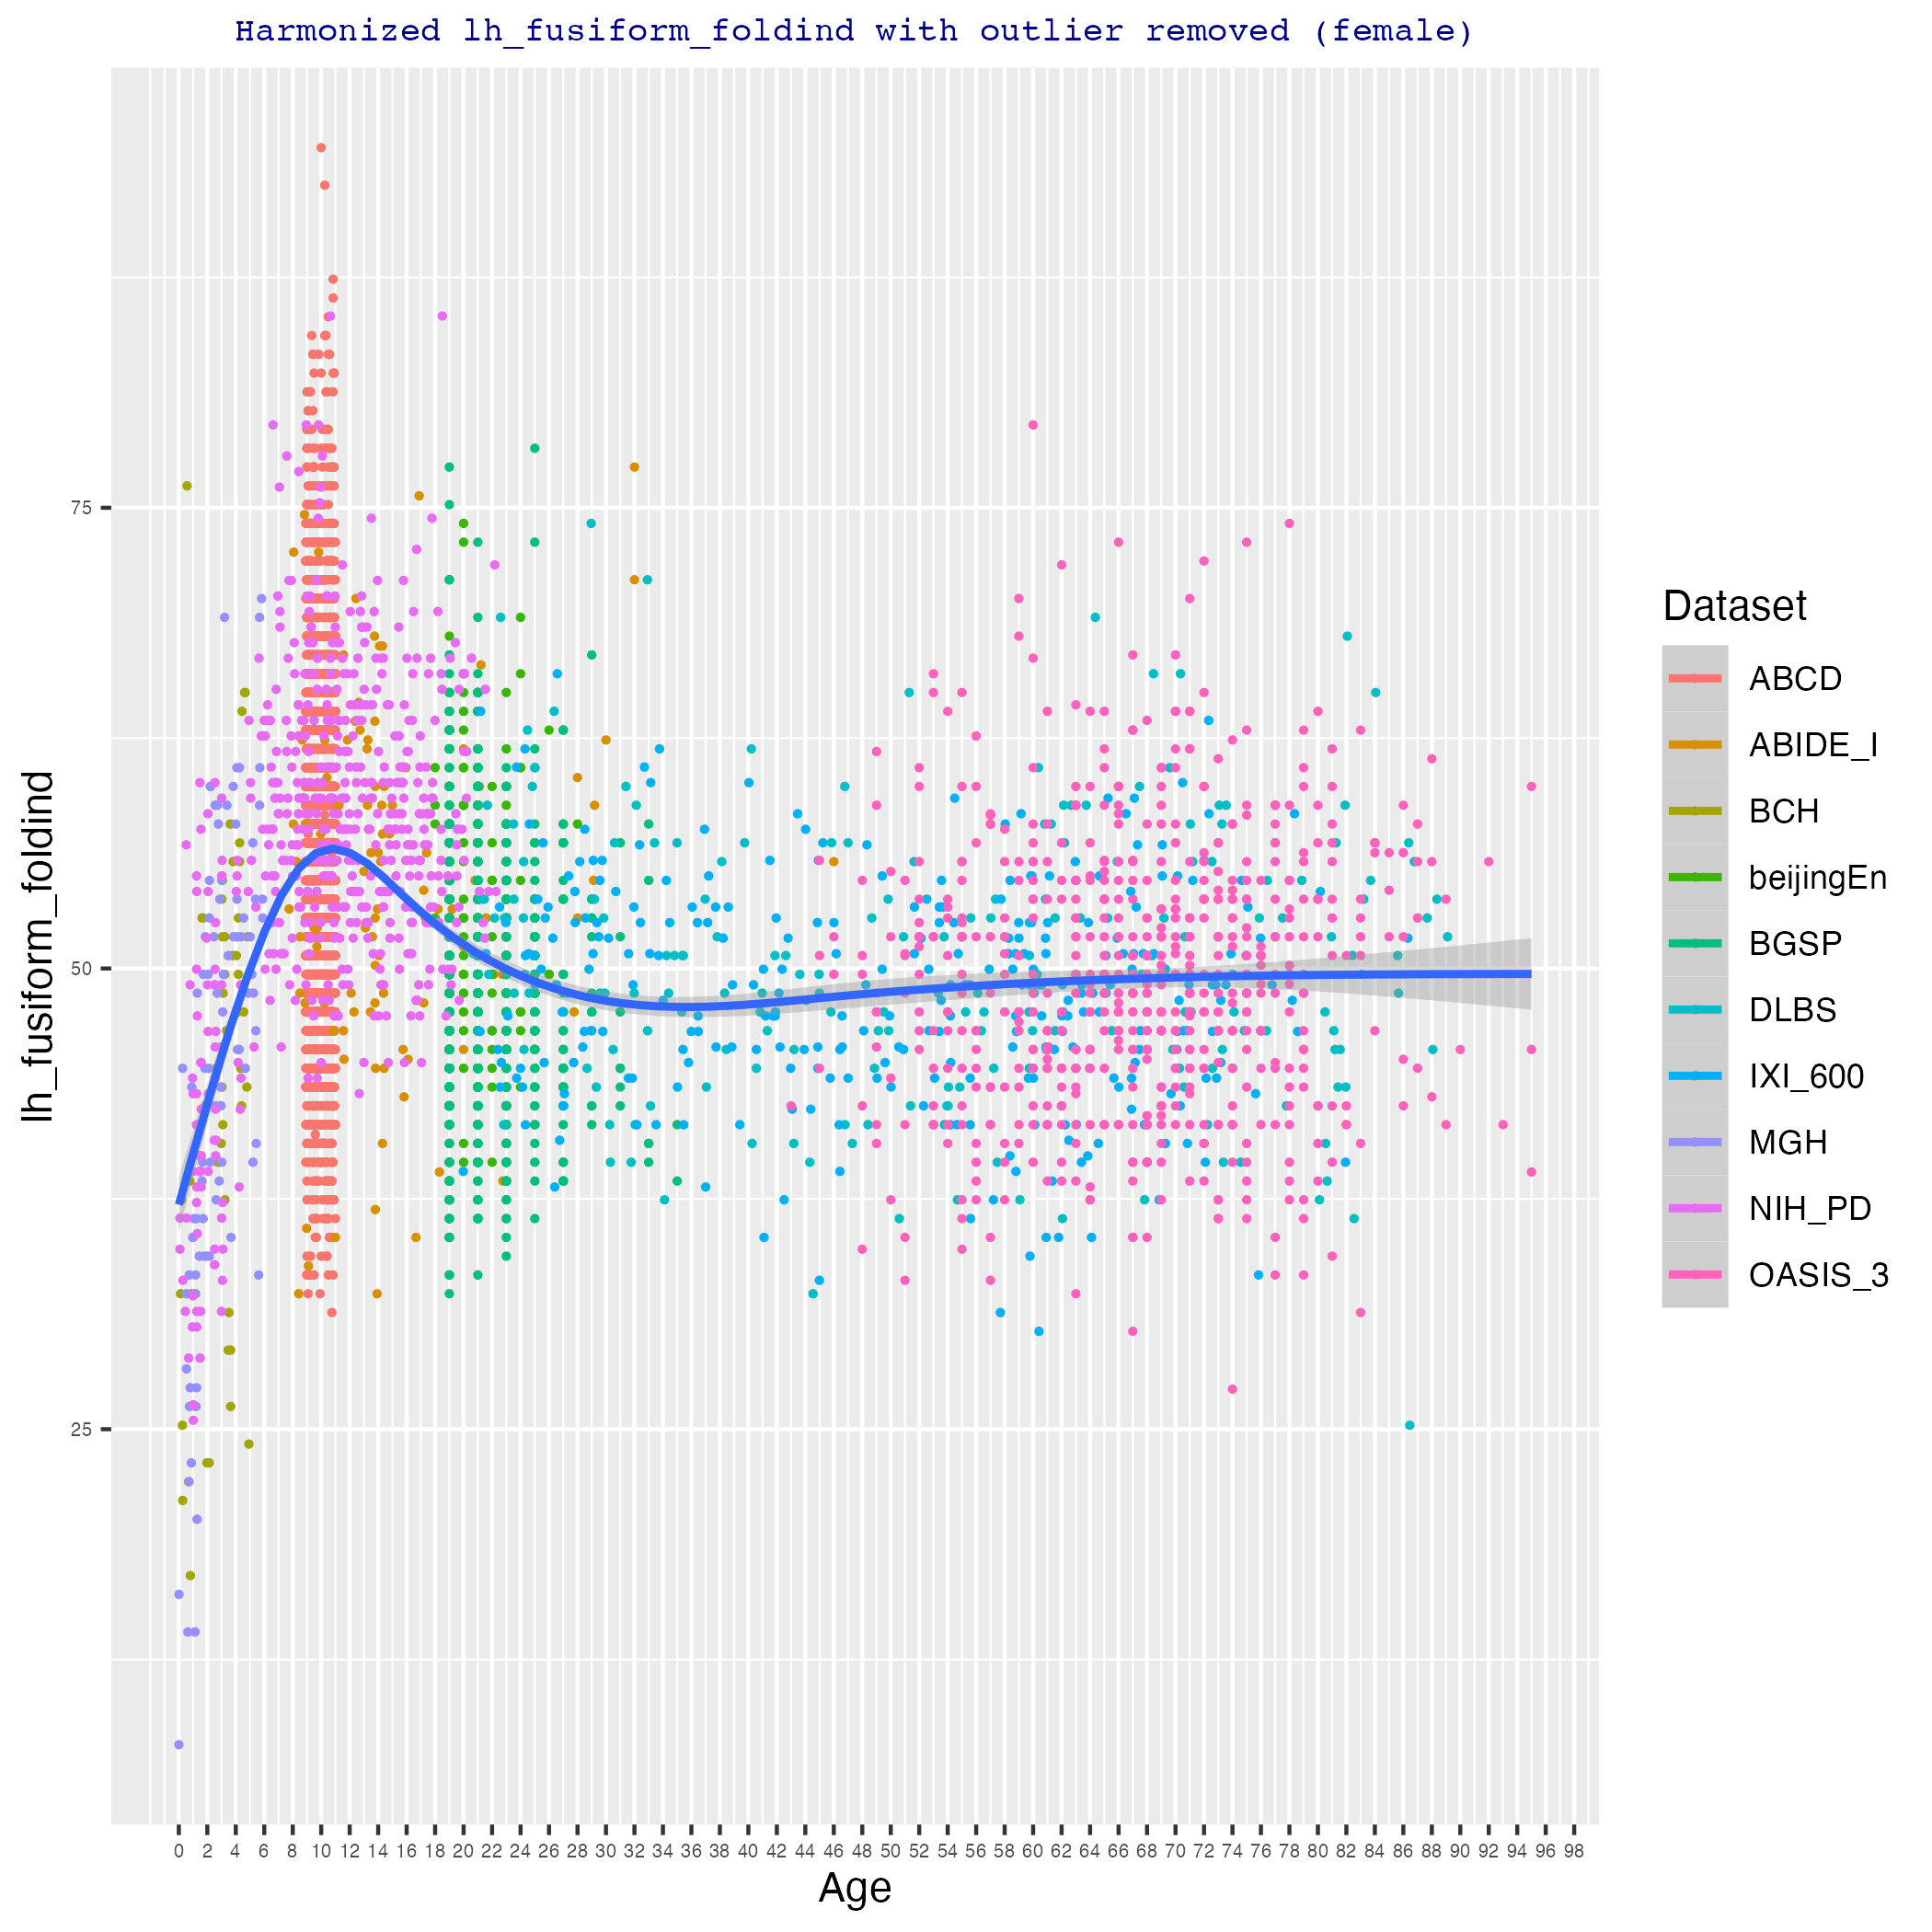 Harmonized lh_fusiform_foldind with outlier removed (female)
lh_fusiform_foldind
75
50
25
0 2 4 6 8 10 12 14 16 18 20 22 24 26 28 30 32 34 36 38 40 42 44 46 48 50 52 54 56 58 60 62 64 66 68 70 72 74 76 78 80 82 84 86 88 90 92 94 96 98
Age
Dataset
ABCD
ABIDE_I
BCH
beijingEn
BGSP
DLBS
IXI_600
MGH
NIH_PD
OASIS_3